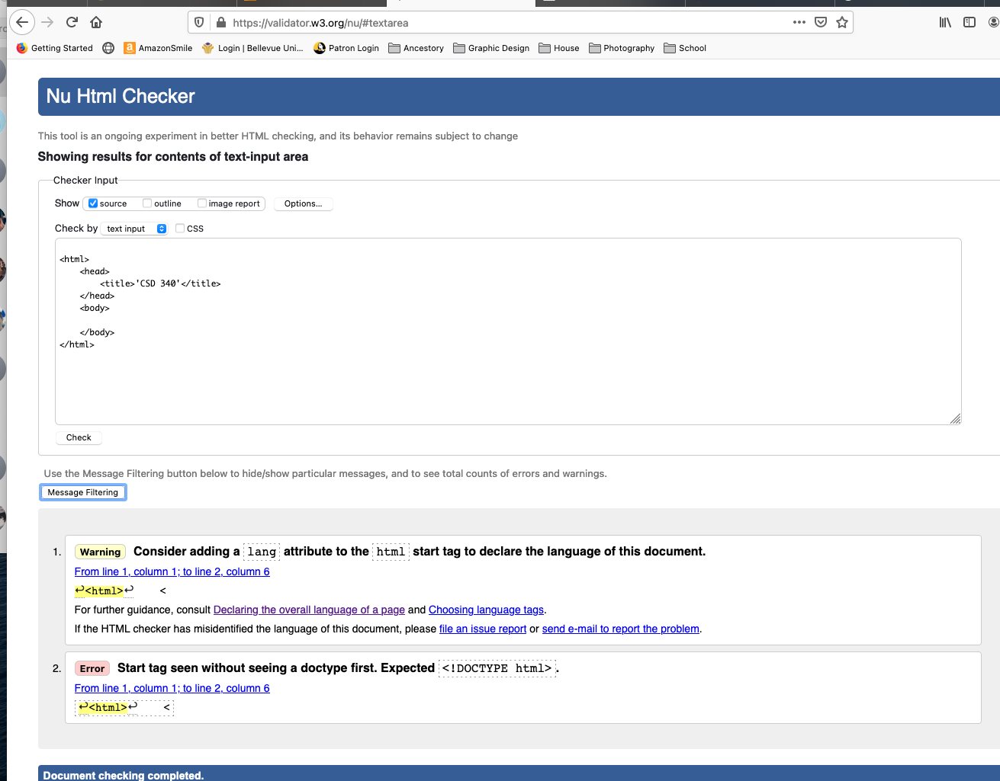 https://validator.w3.org/nu/#textarea
Getting Started AmazonSmile Login | Bellevue Uni... Patron Login Ancestory Graphic Design House Photography School
Nu Html Checker
This tool is an ongoing experiment in better HTML checking, and its behavior remains subject to change
Showing results for contents of text-input area
Checker Input
Show source outline image report Options...
Check by text input CSS
<html>
    <head>
        <title>'CSD 340'</title>
    </head>
    <body>
    </body>
</html>
Check
Use the Message Filtering button below to hide/show particular messages, and to see total counts of errors and warnings.
Message Filtering
1. Warning Consider adding a lang attribute to the html start tag to declare the language of this document.
From line 1, column 1; to line 2, column 6
↩<html>↩    <
For further guidance, consult Declaring the overall language of a page and Choosing language tags.
If the HTML checker has misidentified the language of this document, please file an issue report or send e-mail to report the problem.
2. Error Start tag seen without seeing a doctype first. Expected <!DOCTYPE html>.
From line 1, column 1; to line 2, column 6
↩<html>↩    <
Document checking completed.